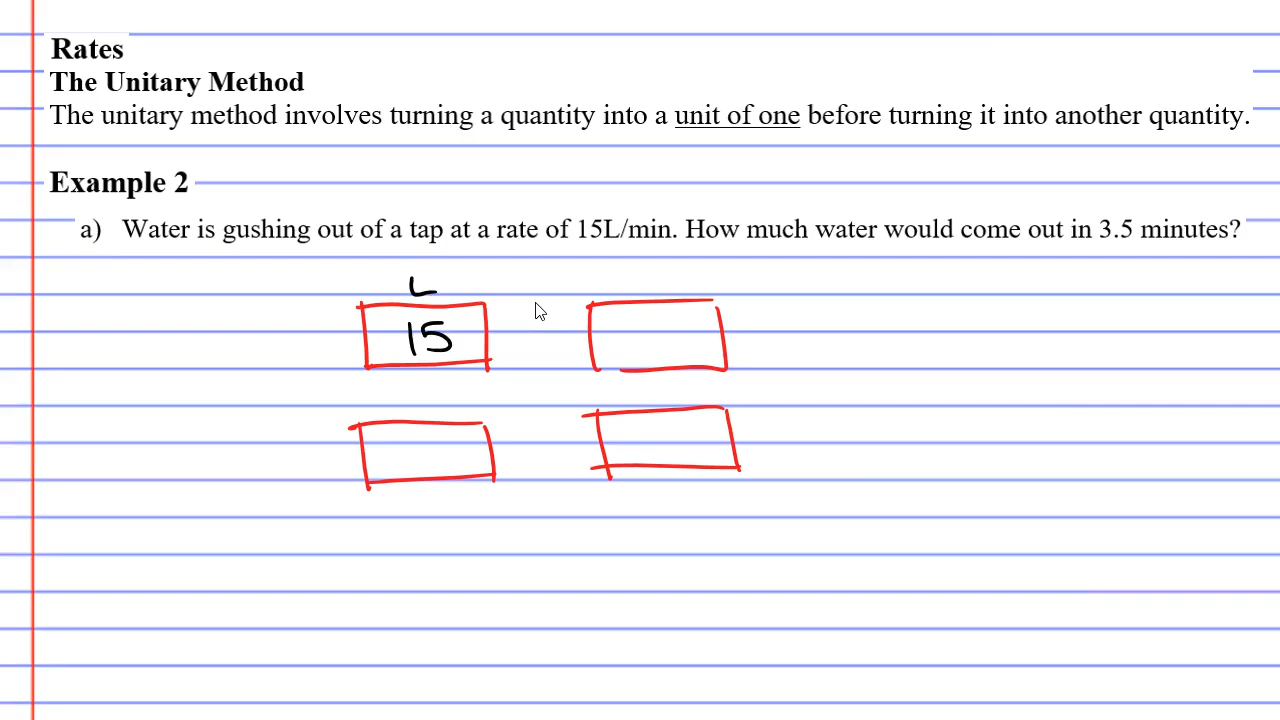 Rates
The Unitary Method
The unitary method involves turning a quantity into a unit of one before turning it into another quantity.
Example 2
a) Water is gushing out of a tap at a rate of 15L/min. How much water would come out in 3.5 minutes?
L
15